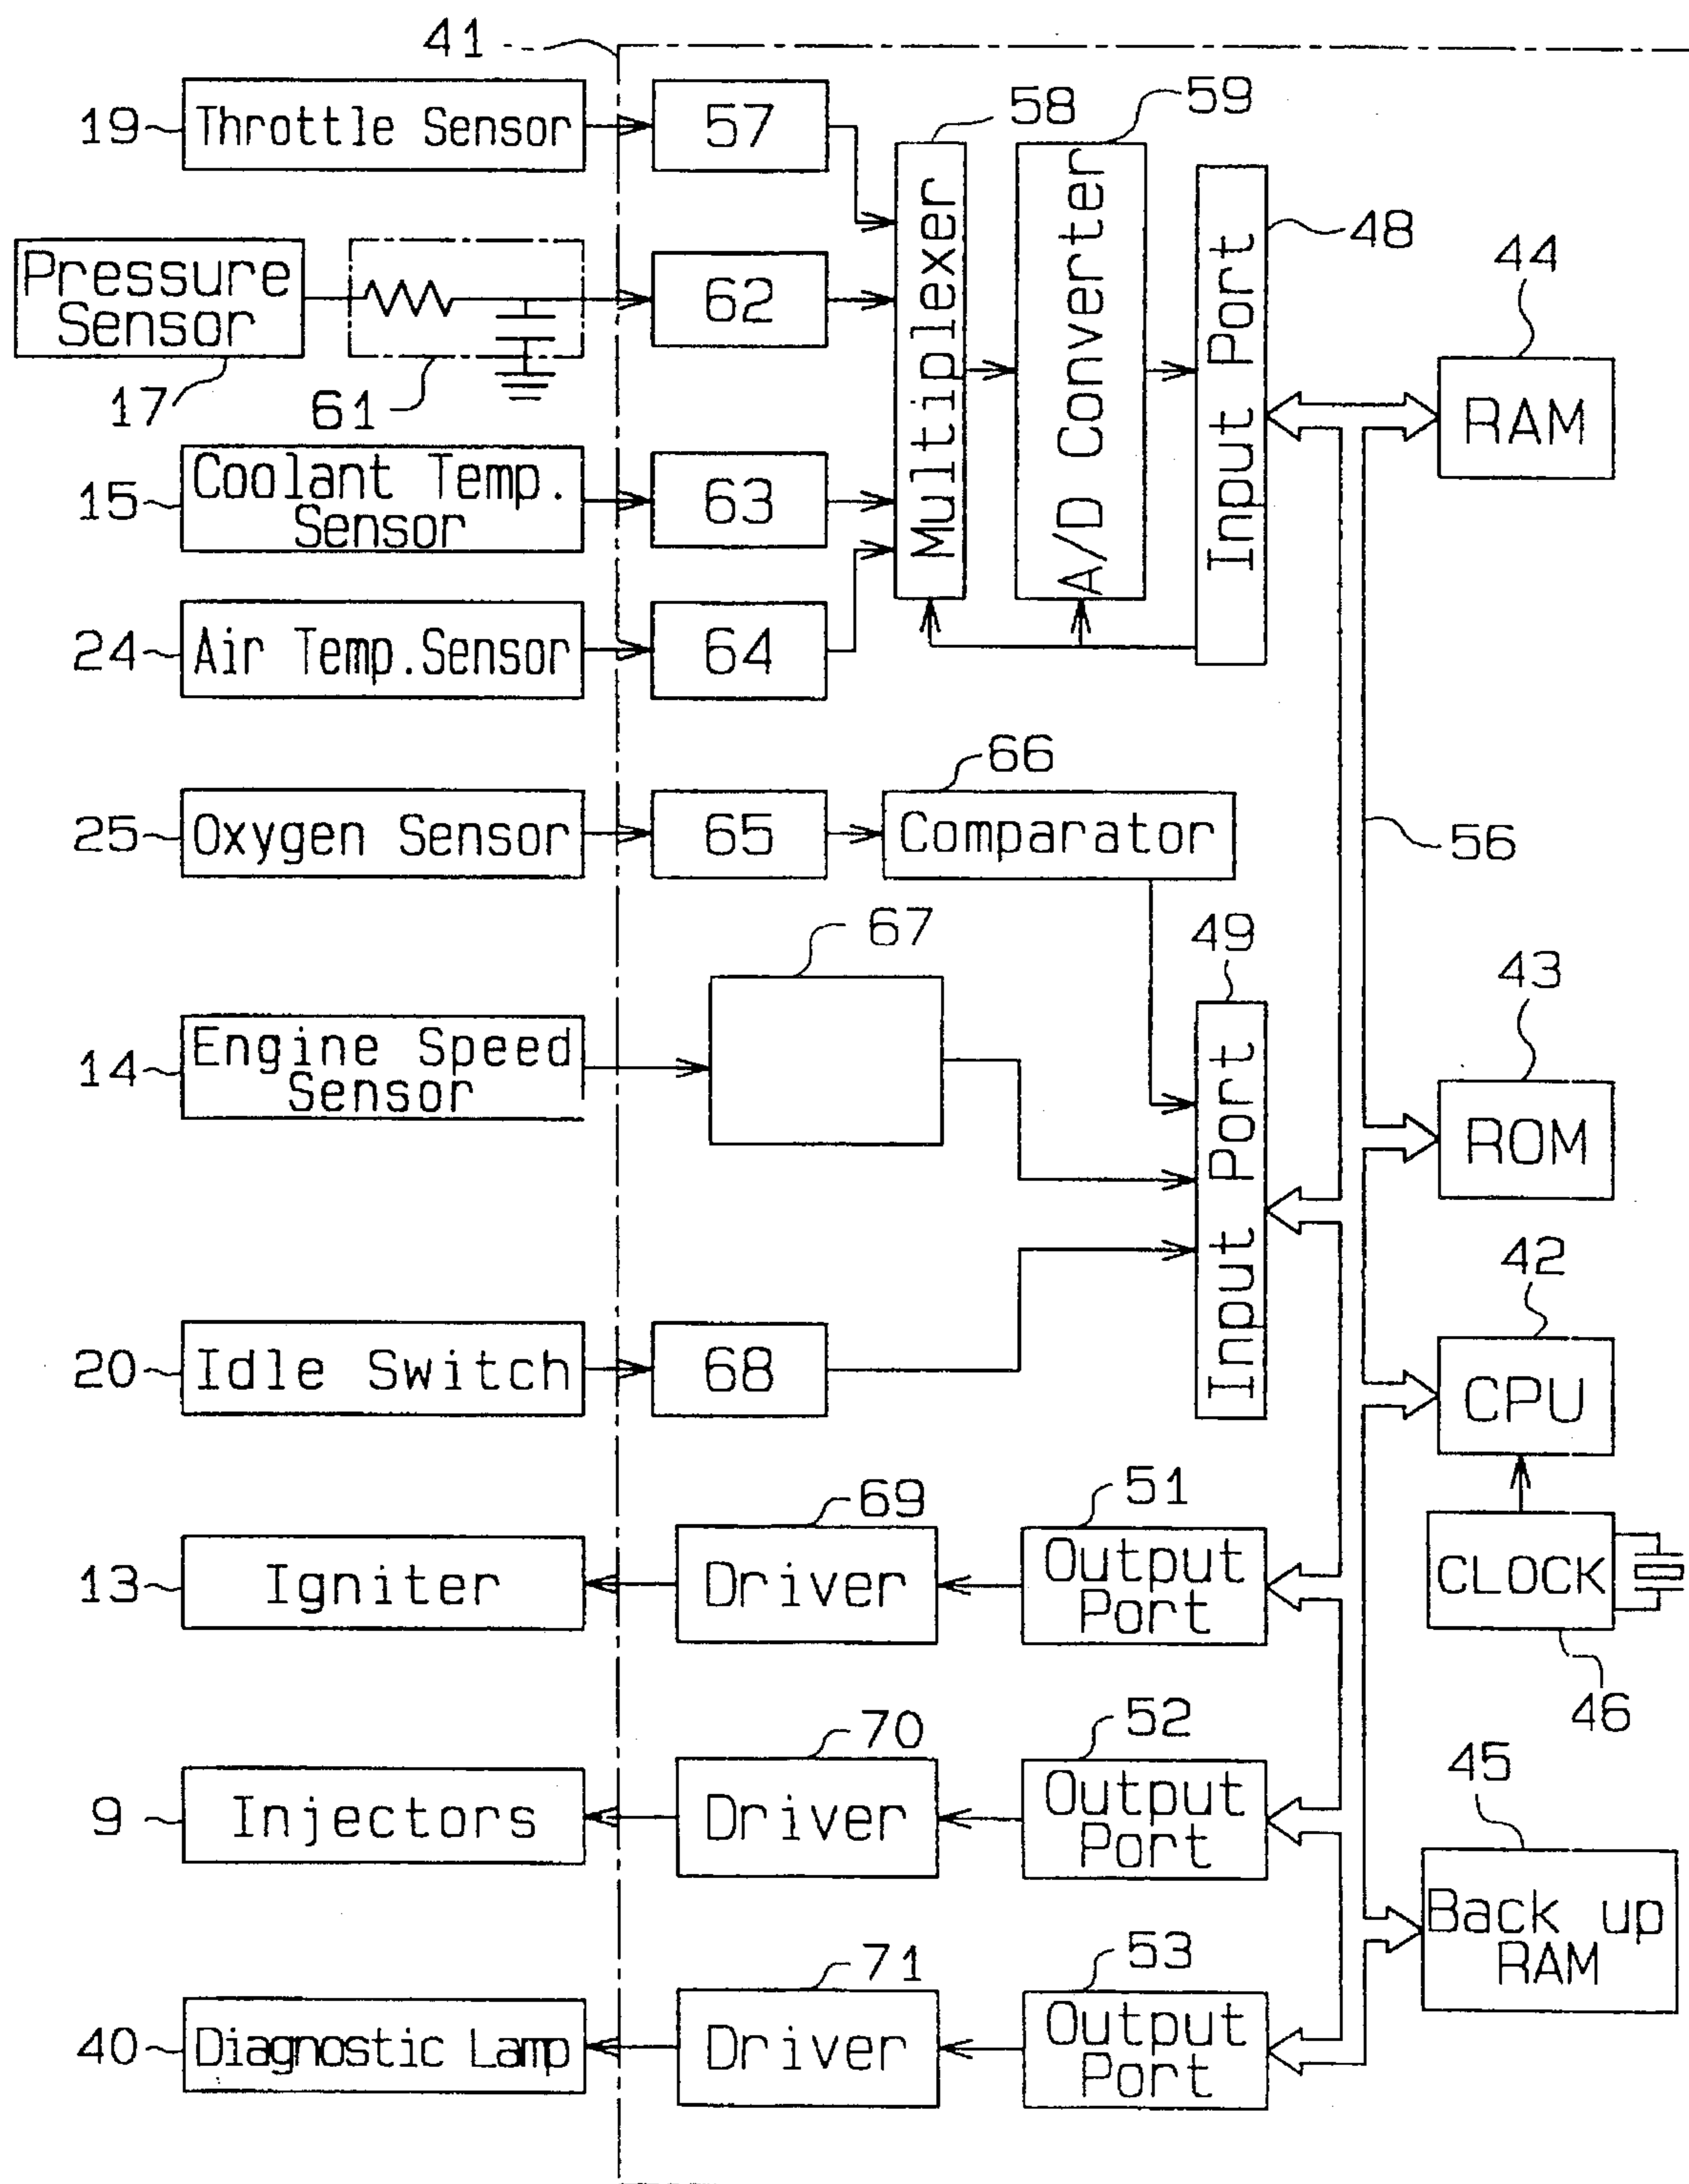 41
19 Throttle Sensor 57
58
59
Multiplexer
A/D Converter
Input Port
48
Pressure
Sensor
17
61
62
44
RAM
15 Coolant Temp.
Sensor
63
24 Air Temp.Sensor 64
66
25 Oxygen Sensor 65 Comparator
56
67
49
Input Port
43
ROM
14 Engine Speed
Sensor
42
CPU
20 Idle Switch 68
69
51
13 Igniter Driver Output
Port
CLOCK
46
70
52
9 Injectors Driver Output
Port
45
Back up
RAM
71
53
40 Diagnostic Lamp Driver Output
Port